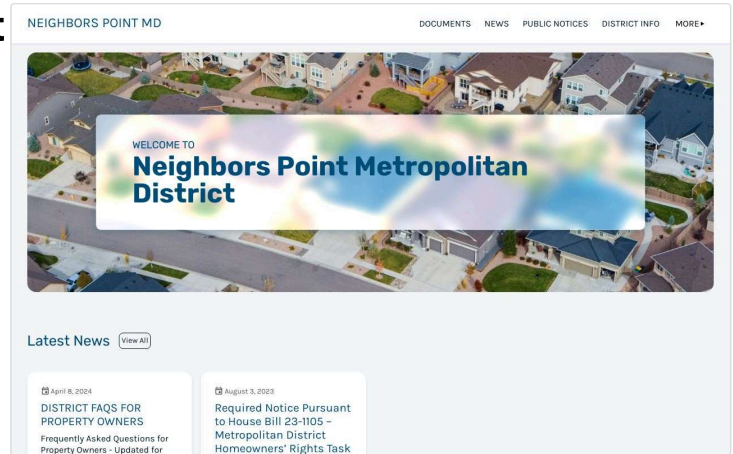 NEIGHBORS POINT MD
DOCUMENTS NEWS PUBLIC NOTICES DISTRICT INFO MORE▸
WELCOME TO
Neighbors Point Metropolitan
District
Latest News View All
April 8, 2024
DISTRICT FAQS FOR
PROPERTY OWNERS
Frequently Asked Questions for
Property Owners - Updated for
August 3, 2023
Required Notice Pursuant
to House Bill 23-1105 –
Metropolitan District
Homeowners' Rights Task